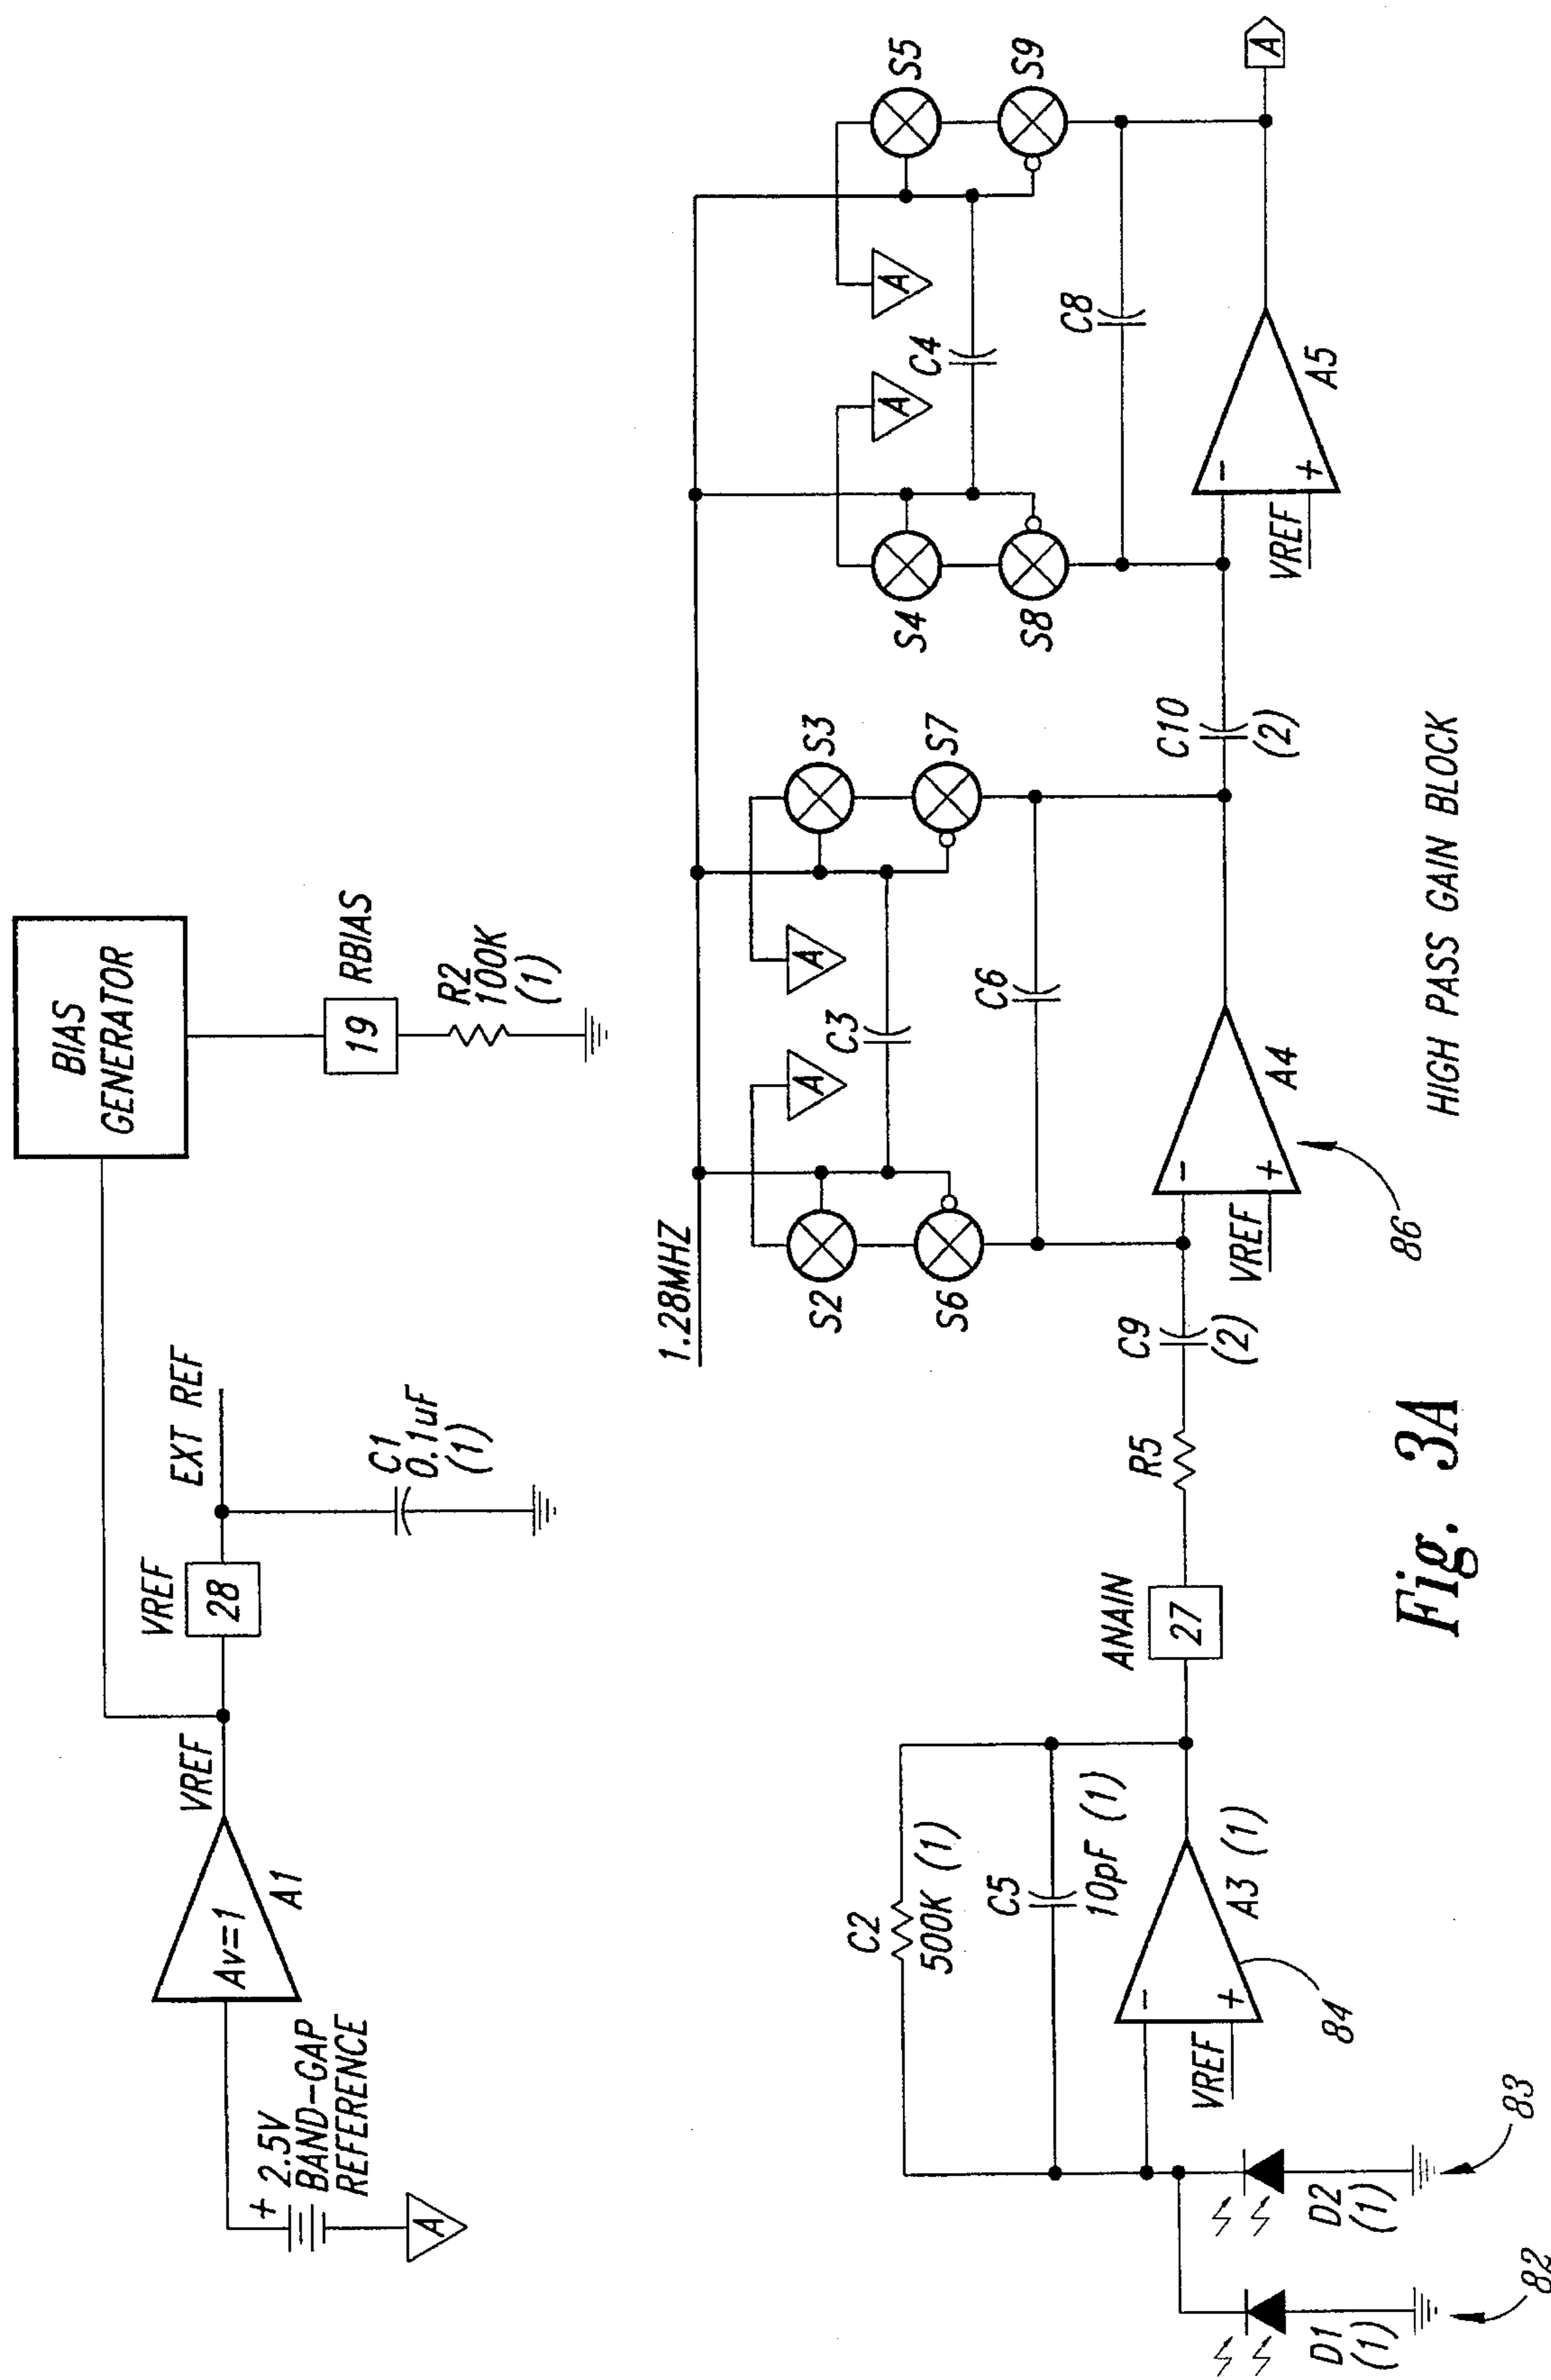 BIAS
GENERATOR
19
RBIAS
R2
100K
(1)
+ 2.5V
BAND-GAP
REFERENCE
A
Av=1
A1
VREF
VREF
28
EXT REF
C1
0.1uF
(1)
1.28MHZ
S2
S6
A
C3
A
S3
S7
C6
S4
S8
A
C4
A
S5
S9
C8
D1
(1)
82
D2
(1)
83
C2
500K (1)
C5
10pF (1)
-
+
VREF
A3 (1)
84
ANAIN
27
R5
C9
(2)
-
+
VREF
A4
86
C10
(2)
-
+
VREF
A5
A
HIGH PASS GAIN BLOCK
Fig. 3A